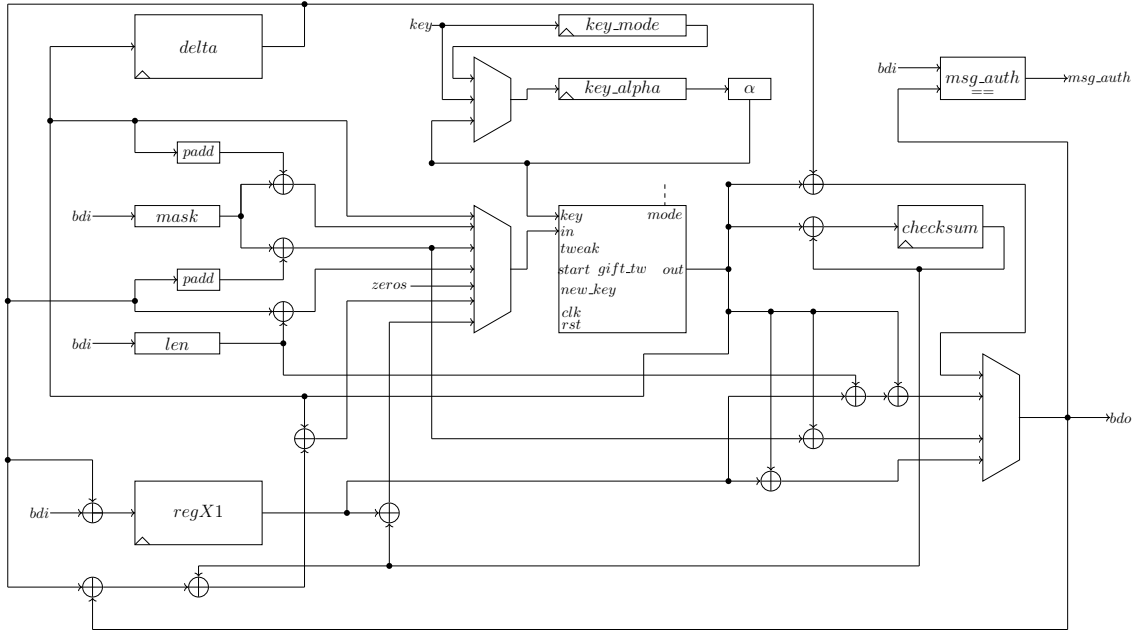 key
key_mode
delta
bdi
msg_auth
==
msg_auth
key_alpha
α
padd
bdi
mask
key
mode
in
tweak
checksum
padd
start
gift_tw
out
zeros
new_key
clk
rst
bdi
len
bdo
bdi
regX1